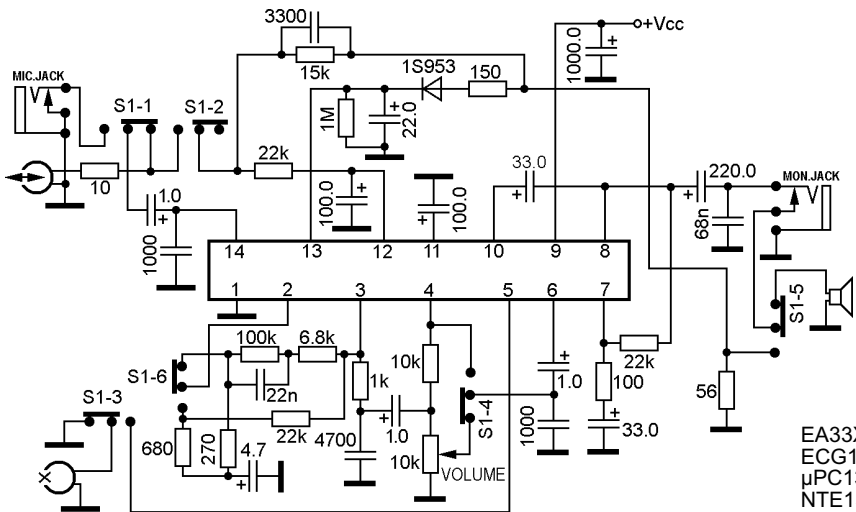 3300
+Vcc
1000.0
+
15k
1S953
150
MIC.JACK
S1-1
S1-2
1M
+
22.0
10
22k
33.0
+
220.0
+
MON.JACK
1.0
+
100.0
+
+
100.0
68n
1000
14
13
12
11
10
9
8
1
2
3
4
5
6
7
S1-5
100k
6.8k
+
1.0
22k
S1-6
10k
1k
100
56
22n
S1-4
S1-3
22k
+
1.0
1000
+
33.0
680
270
4.7
+
4700
10k
VOLUME
X
EA33X
ECG1
µPC13
NTE1